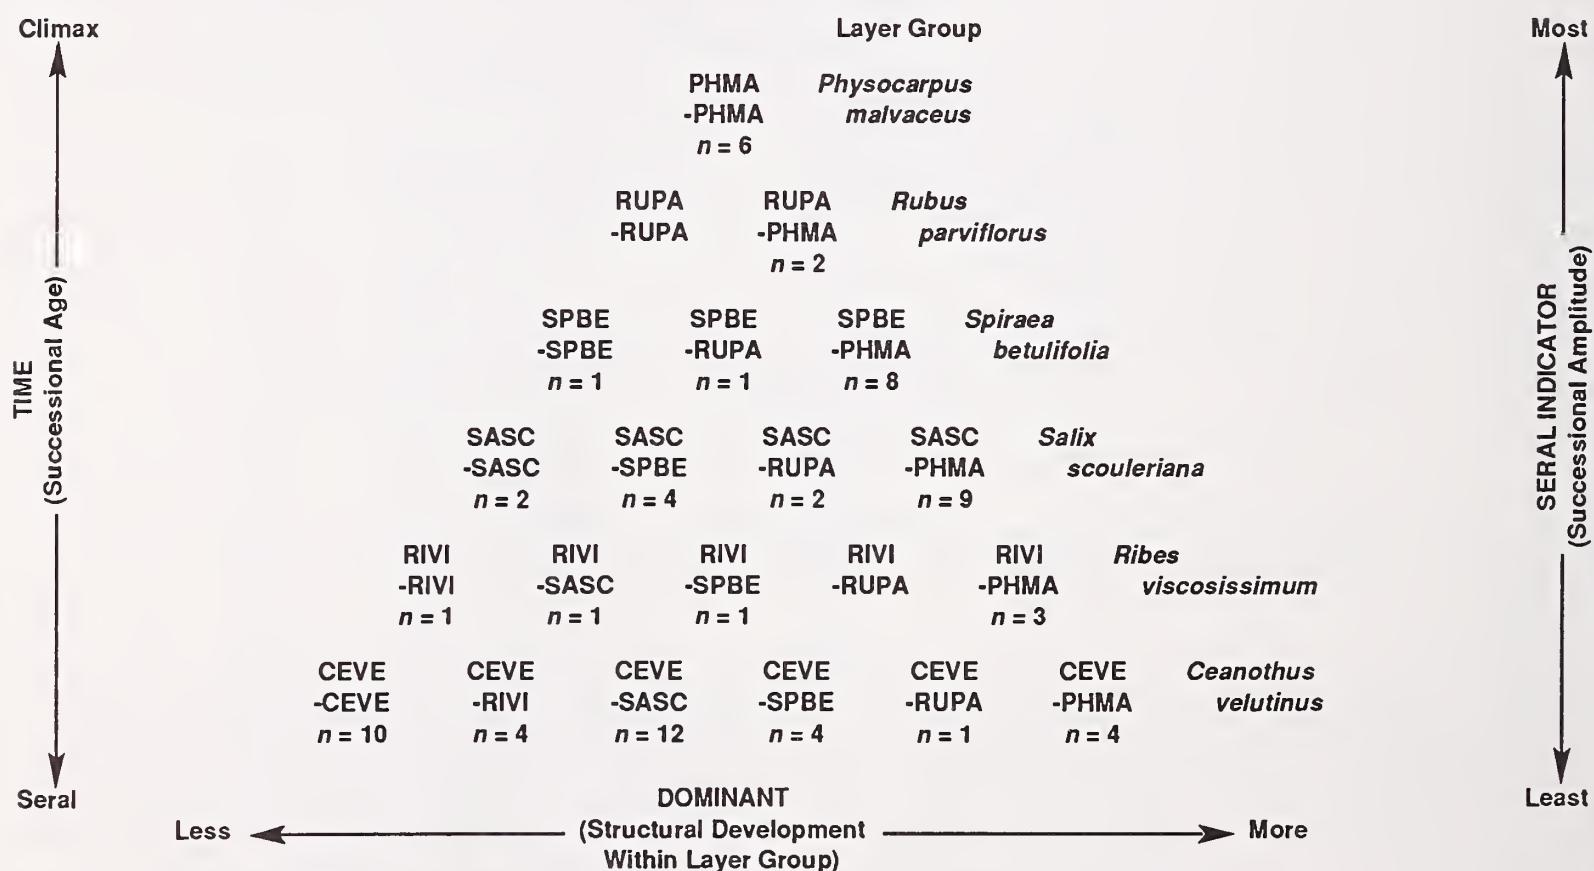 Climax Layer Group Most
PHMA Physocarpus
-PHMA malvaceus
n = 6
RUPA RUPA Rubus
-RUPA -PHMA parviflorus
n = 2
SPBE SPBE SPBE Spiraea
-SPBE -RUPA -PHMA betulifolia
n = 1 n = 1 n = 8
TIME
(Successional Age)
SERAL INDICATOR
(Successional Amplitude)
SASC SASC SASC SASC Salix
-SASC -SPBE -RUPA -PHMA scouleriana
n = 2 n = 4 n = 2 n = 9
RIVI RIVI RIVI RIVI RIVI Ribes
-RIVI -SASC -SPBE -RUPA -PHMA viscosissimum
n = 1 n = 1 n = 1 n = 3
CEVE CEVE CEVE CEVE CEVE CEVE Ceanothus
-CEVE -RIVI -SASC -SPBE -RUPA -PHMA velutinus
n = 10 n = 4 n = 12 n = 4 n = 1 n = 4
Seral DOMINANT Least
Less (Structural Development More
Within Layer Group)